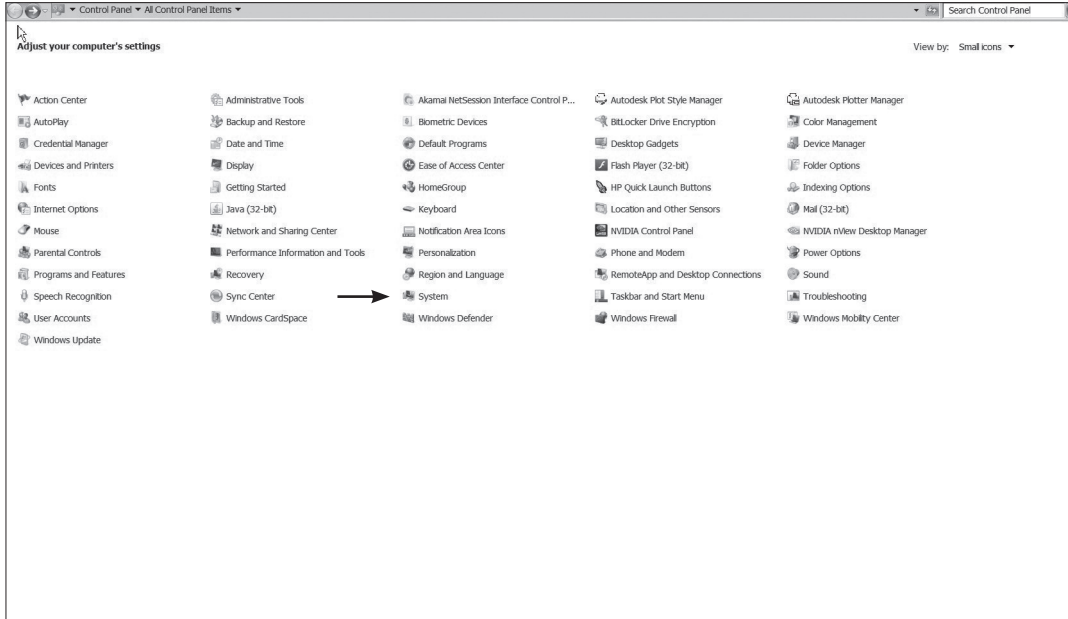 Control Panel ▼ All Control Panel Items ▼ Search Control Panel
Adjust your computer's settings View by: Small icons ▼
Action Center Administrative Tools Akamai NetSession Interface Control P... Autodesk Plot Style Manager Autodesk Plotter Manager
AutoPlay Backup and Restore Biometric Devices BitLocker Drive Encryption Color Management
Credential Manager Date and Time Default Programs Desktop Gadgets Device Manager
Devices and Printers Display Ease of Access Center Flash Player (32-bit) Folder Options
Fonts Getting Started HomeGroup HP Quick Launch Buttons Indexing Options
Internet Options Java (32-bit) Keyboard Location and Other Sensors Mail (32-bit)
Mouse Network and Sharing Center Notification Area Icons NVIDIA Control Panel NVIDIA nView Desktop Manager
Parental Controls Performance Information and Tools Personalization Phone and Modem Power Options
Programs and Features Recovery Region and Language RemoteApp and Desktop Connections Sound
Speech Recognition Sync Center System Taskbar and Start Menu Troubleshooting
User Accounts Windows CardSpace Windows Defender Windows Firewall Windows Mobility Center
Windows Update